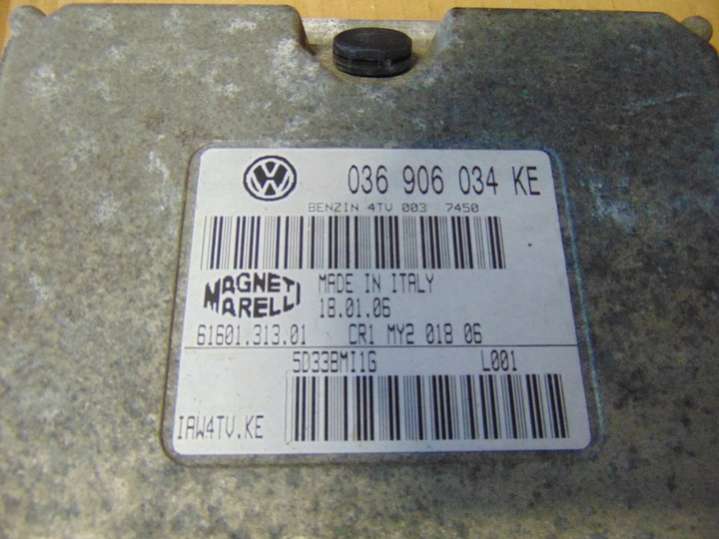 036 906 034 KE
BENZIN 4TV 003 7450
MAGNETI MARELLI
MADE IN ITALY
18.01.06
61601.313.01 CR1 MY2 018 06
5D33BMI1G L001
IAW4TV.KE